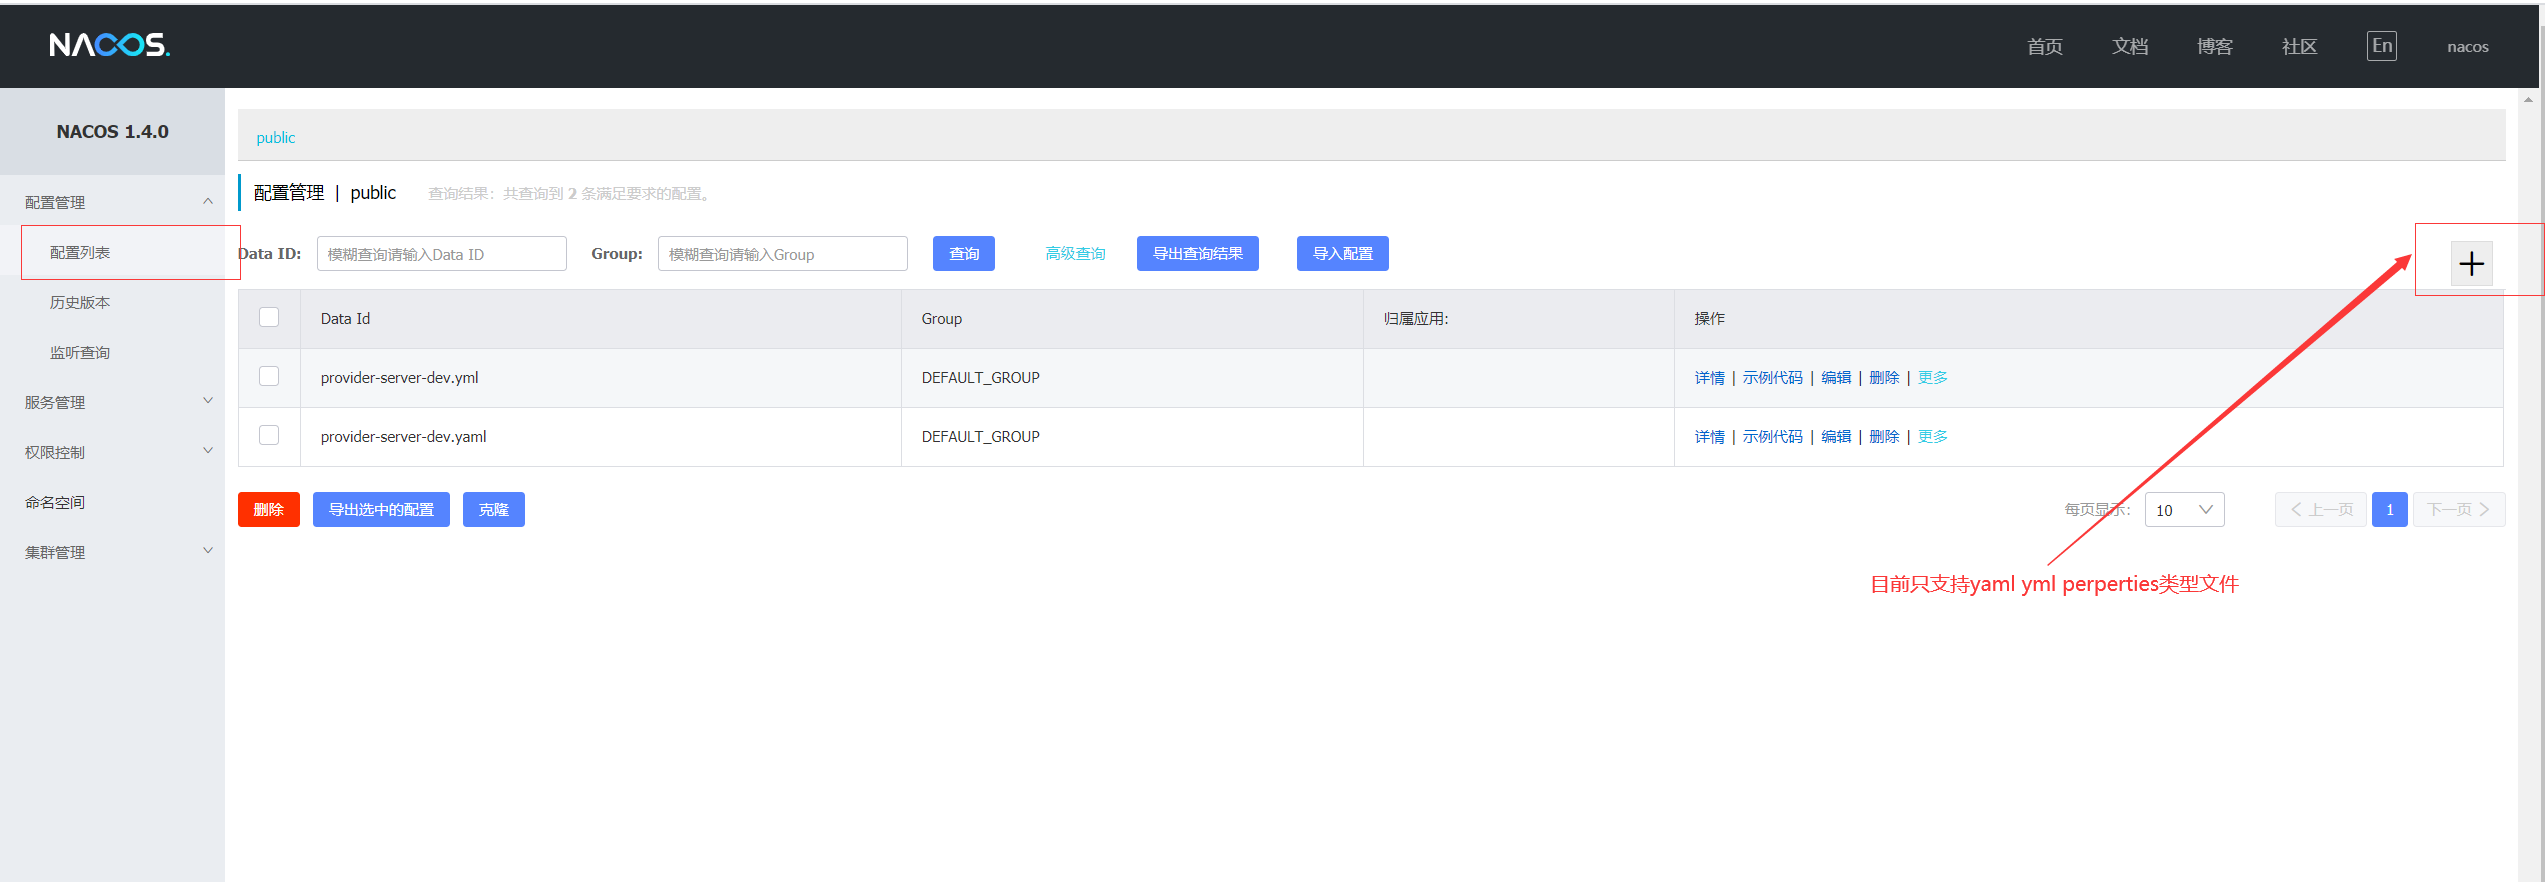 NACOS.
首页 文档 博客 社区 En nacos
NACOS 1.4.0
配置管理
配置列表
历史版本
监听查询
服务管理
权限控制
命名空间
集群管理
public
配置管理 | public 查询结果：共查询到 2 条满足要求的配置。
Data ID: 模糊查询请输入Data ID Group: 模糊查询请输入Group 查询 高级查询 导出查询结果 导入配置
Data Id Group 归属应用: 操作
provider-server-dev.yml DEFAULT_GROUP 详情 | 示例代码 | 编辑 | 删除 | 更多
provider-server-dev.yaml DEFAULT_GROUP 详情 | 示例代码 | 编辑 | 删除 | 更多
删除 导出选中的配置 克隆 每页显示: 10 上一页 1 下一页
目前只支持yaml yml perperties类型文件